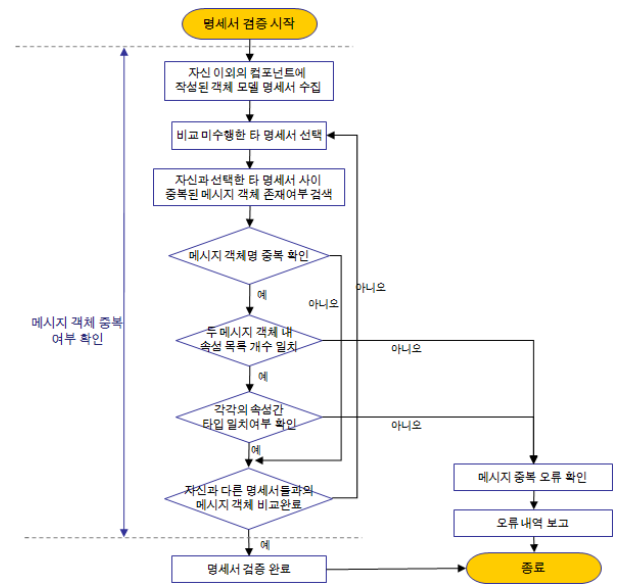 명세서 검증 시작
자신 이외의 컴포넌트에
작성된 객체 모델 명세서 수집
비교 미수행한 타 명세서 선택
자신과 선택한 타 명세서 사이
중복된 메시지 객체 존재여부 검색
메시지 객체명 중복 확인
예
아니오
아니오
메시지 객체 중복
여부 확인
두 메시지 객체 내
속성 목록 개수 일치
아니오
예
각각의 속성간
타입 일치여부 확인
아니오
예
자신과 다른 명세서들과의
메시지 객체 비교완료
메시지 중복 오류 확인
오류 내역 보고
예
명세서 검증 완료
종료